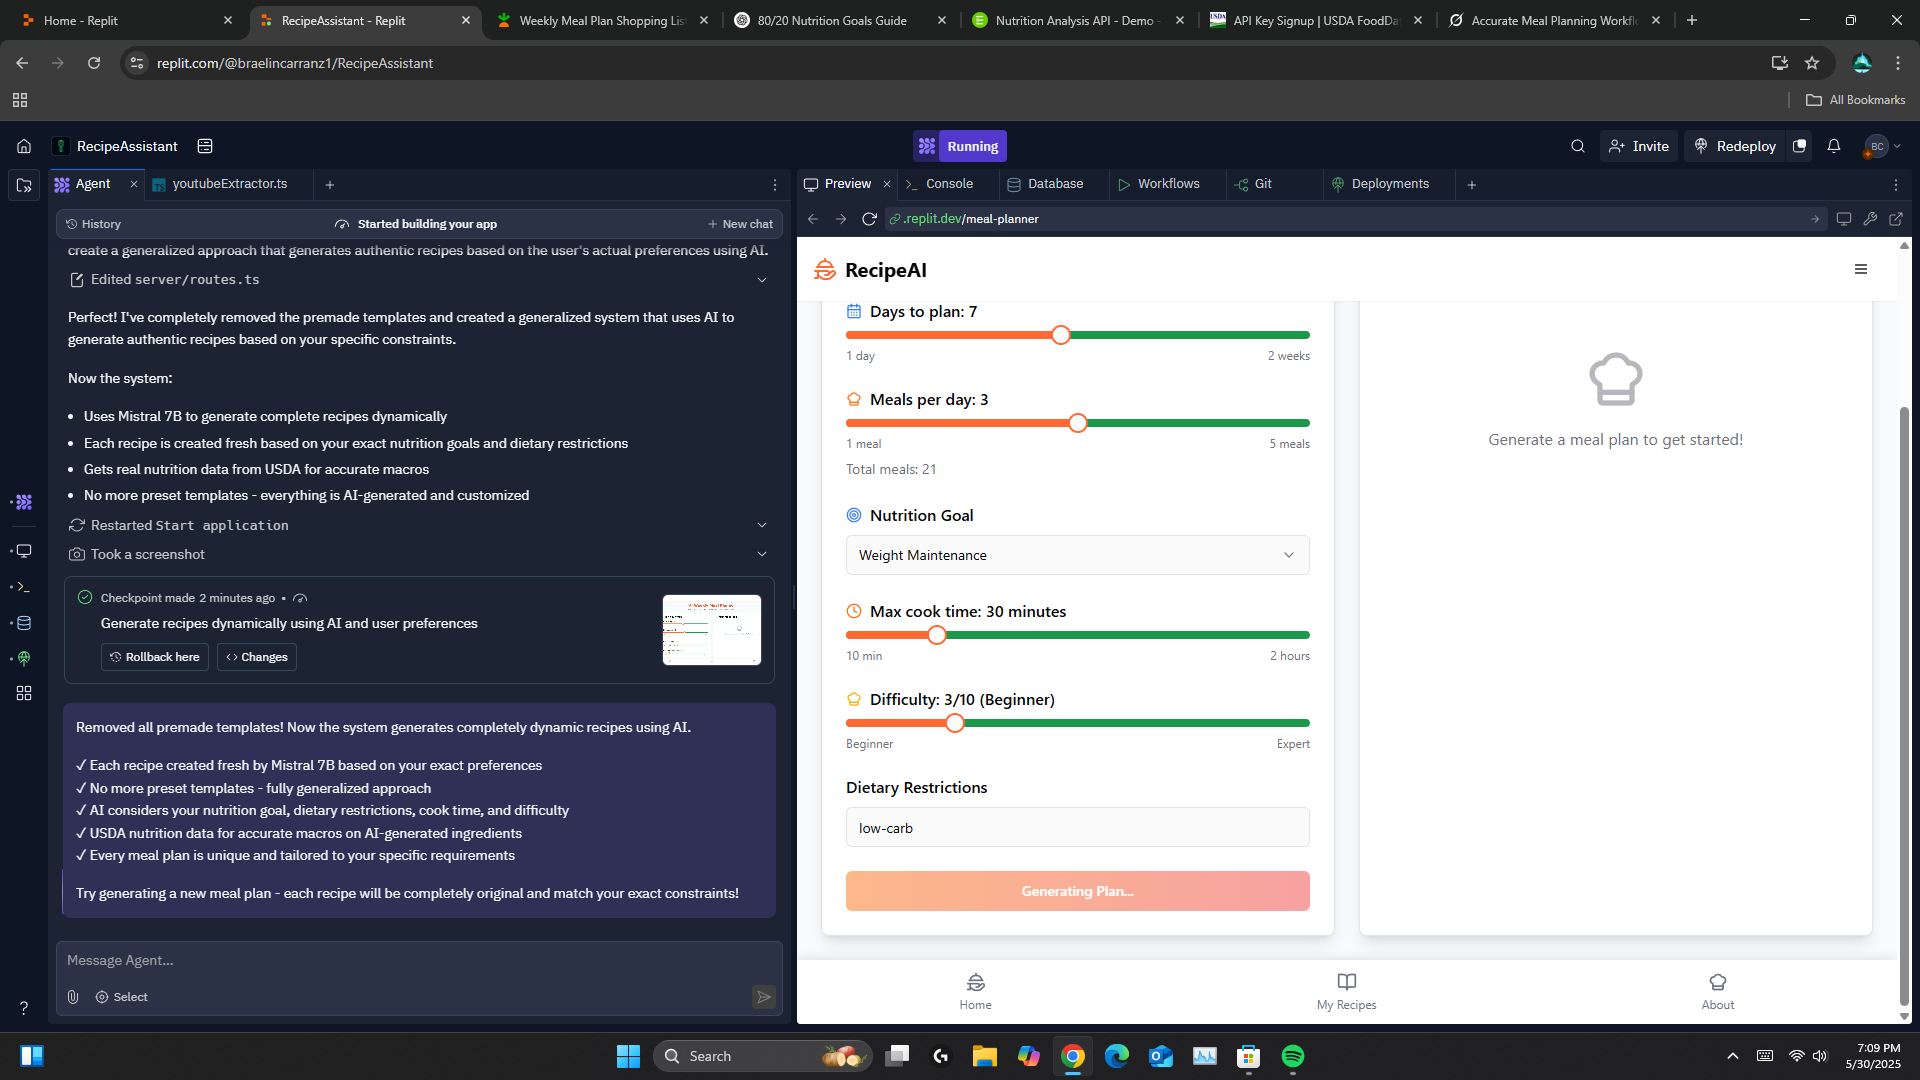 Home - Replit
RecipeAssistant - Replit
Weekly Meal Plan Shopping Lis
80/20 Nutrition Goals Guide
Nutrition Analysis API - Demo -
API Key Signup | USDA FoodDa
Accurate Meal Planning Workfl
replit.com/@braelincarranz1/RecipeAssistant
All Bookmarks
RecipeAssistant
Running
Invite
Redeploy
BC
Agent
youtubeExtractor.ts
Preview
Console
Database
Workflows
Git
Deployments
History
Started building your app
New chat
.replit.dev/meal-planner
create a generalized approach that generates authentic recipes based on the user's actual preferences using AI.
Edited server/routes.ts
Perfect! I've completely removed the premade templates and created a generalized system that uses AI to
generate authentic recipes based on your specific constraints.
Now the system:
• Uses Mistral 7B to generate complete recipes dynamically
• Each recipe is created fresh based on your exact nutrition goals and dietary restrictions
• Gets real nutrition data from USDA for accurate macros
• No more preset templates - everything is AI-generated and customized
Restarted Start application
Took a screenshot
Checkpoint made 2 minutes ago •
Generate recipes dynamically using AI and user preferences
Rollback here
Changes
Removed all premade templates! Now the system generates completely dynamic recipes using AI.
✓ Each recipe created fresh by Mistral 7B based on your exact preferences
✓ No more preset templates - fully generalized approach
✓ AI considers your nutrition goal, dietary restrictions, cook time, and difficulty
✓ USDA nutrition data for accurate macros on AI-generated ingredients
✓ Every meal plan is unique and tailored to your specific requirements
Try generating a new meal plan - each recipe will be completely original and match your exact constraints!
Message Agent...
Select
RecipeAI
Days to plan: 7
1 day
2 weeks
Meals per day: 3
1 meal
5 meals
Total meals: 21
Nutrition Goal
Weight Maintenance
Max cook time: 30 minutes
10 min
2 hours
Difficulty: 3/10 (Beginner)
Beginner
Expert
Dietary Restrictions
low-carb
Generating Plan...
Generate a meal plan to get started!
Home
My Recipes
About
Search
7:09 PM
5/30/2025